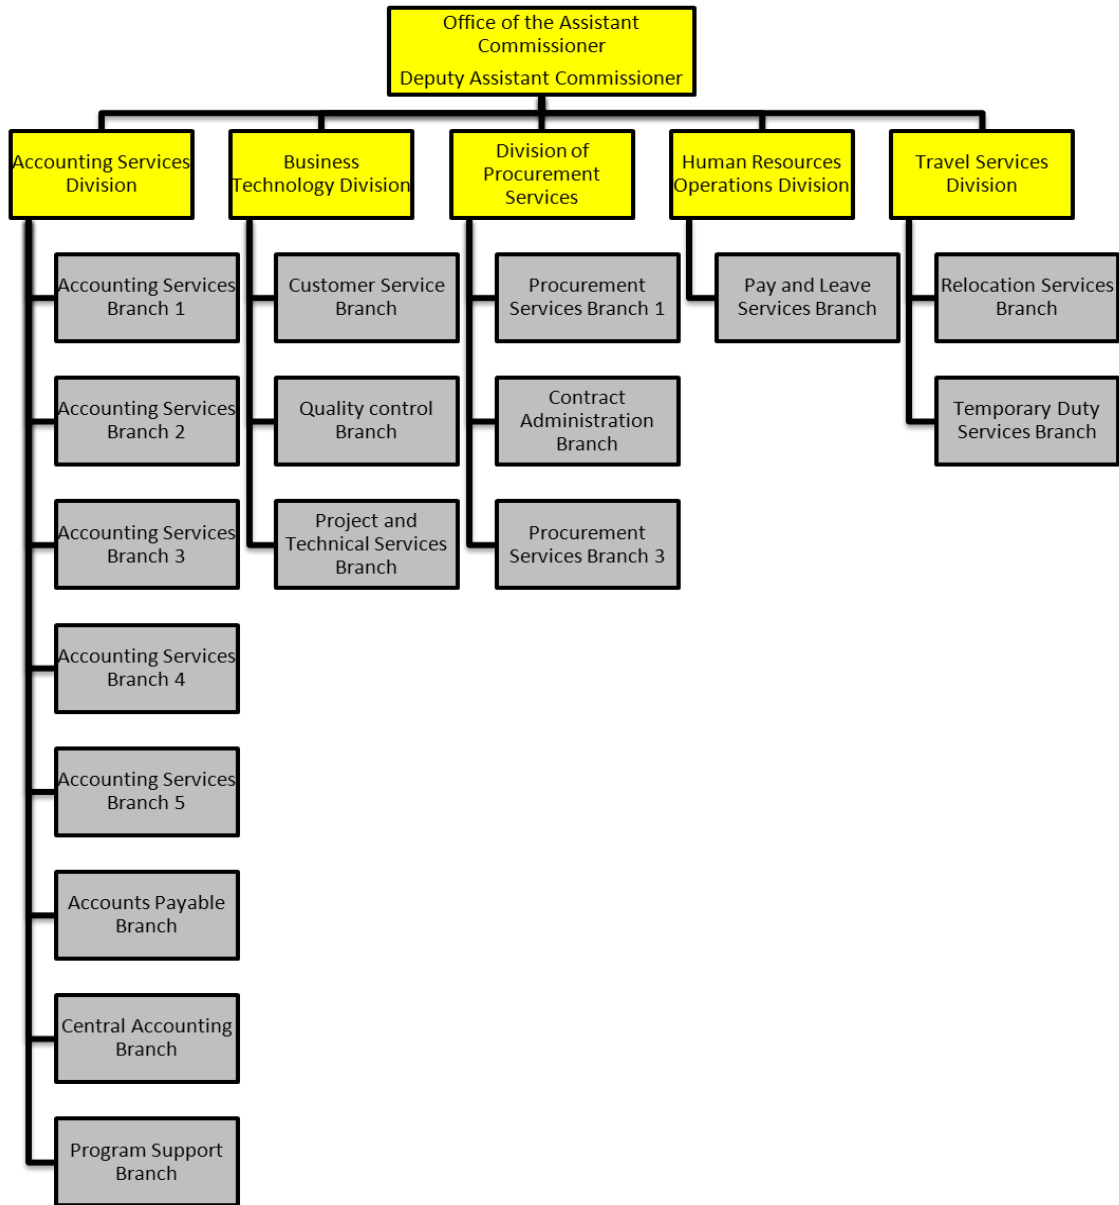 Office of the Assistant
Commissioner
Deputy Assistant Commissioner
Accounting Services
Division
Business
Technology Division
Division of
Procurement
Services
Human Resources
Operations Division
Travel Services
Division
Accounting Services
Branch 1
Customer Service
Branch
Procurement
Services Branch 1
Pay and Leave
Services Branch
Relocation Services
Branch
Accounting Services
Branch 2
Quality control
Branch
Contract
Administration
Branch
Temporary Duty
Services Branch
Accounting Services
Branch 3
Project and
Technical Services
Branch
Procurement
Services Branch 3
Accounting Services
Branch 4
Accounting Services
Branch 5
Accounts Payable
Branch
Central Accounting
Branch
Program Support
Branch